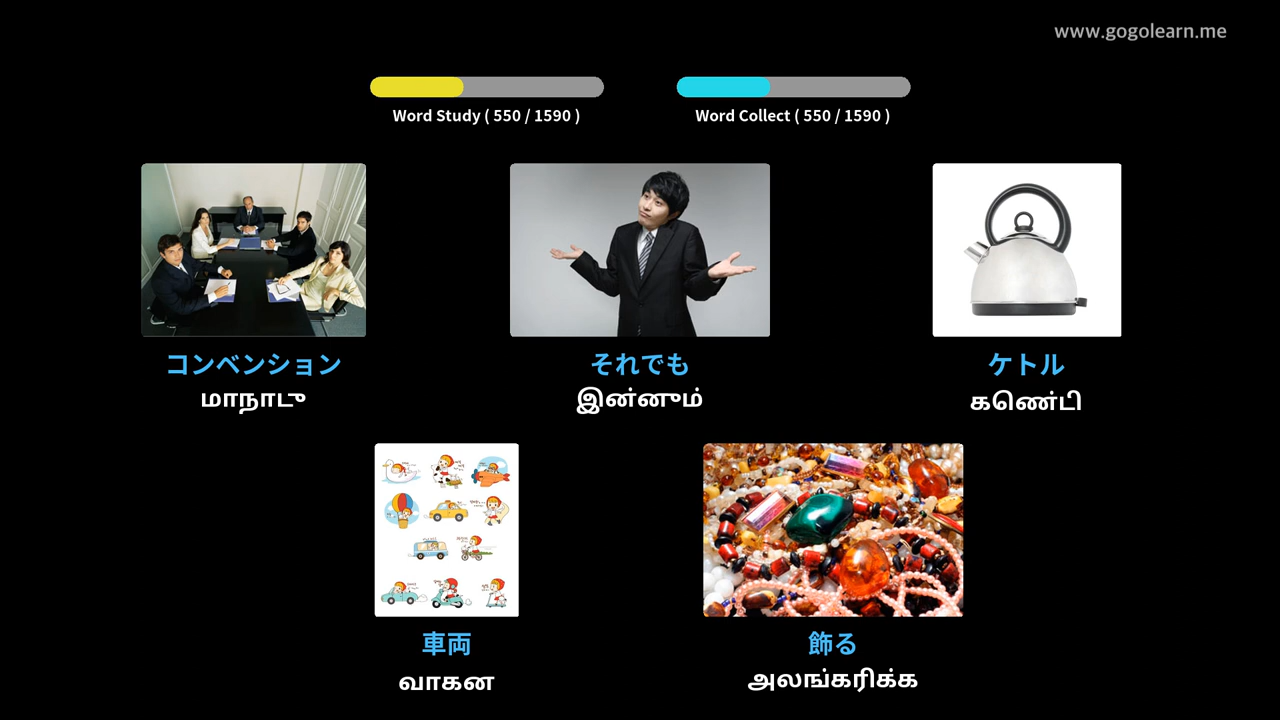 www.gogolearn.me
Word Study ( 550 / 1590 )
Word Collect ( 550 / 1590 )
コンベンション
மாநாடு
それでも
இன்னும்
ケトル
கெண்டி
車両
வாகன
飾る
அலங்கரிக்க